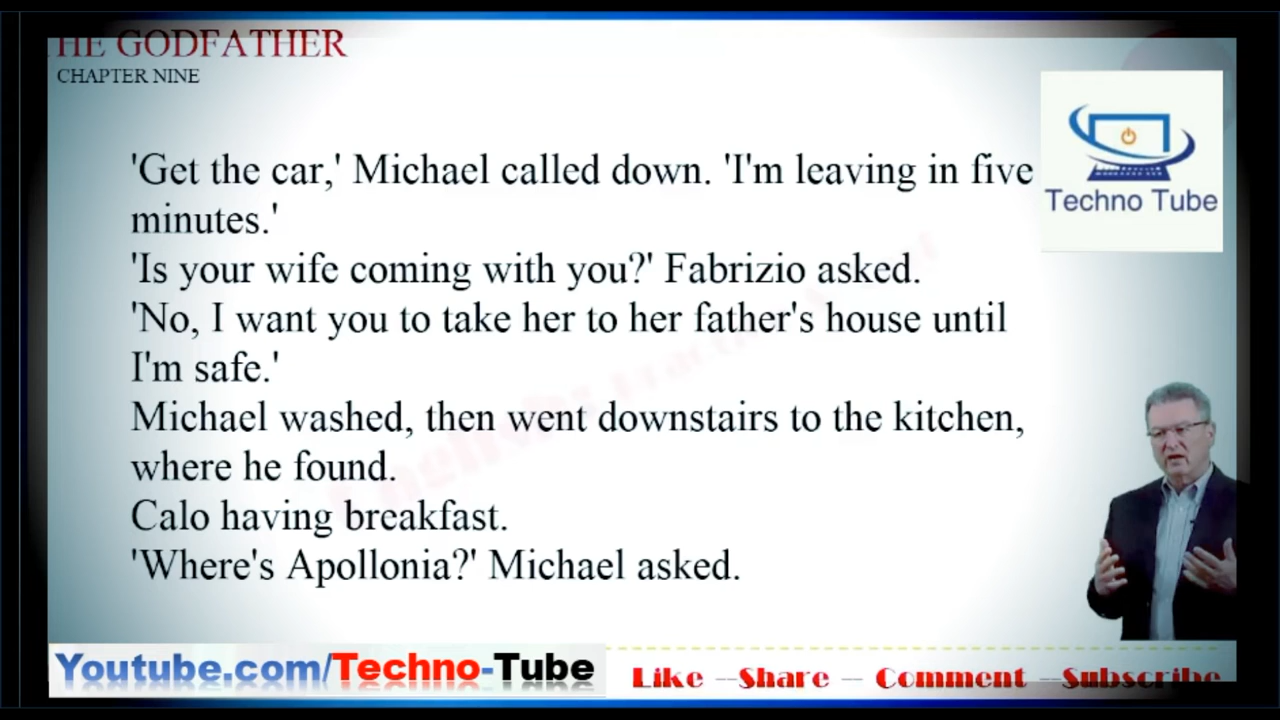 THE GODFATHER
CHAPTER NINE
'Get the car,' Michael called down. 'I'm leaving in five
minutes.'
'Is your wife coming with you?' Fabrizio asked.
'No, I want you to take her to her father's house until
I'm safe.'
Michael washed, then went downstairs to the kitchen,
where he found.
Calo having breakfast.
'Where's Apollonia?' Michael asked.
Techno Tube
Youtube.com/Techno-Tube
Like --Share -- Comment --Subscribe